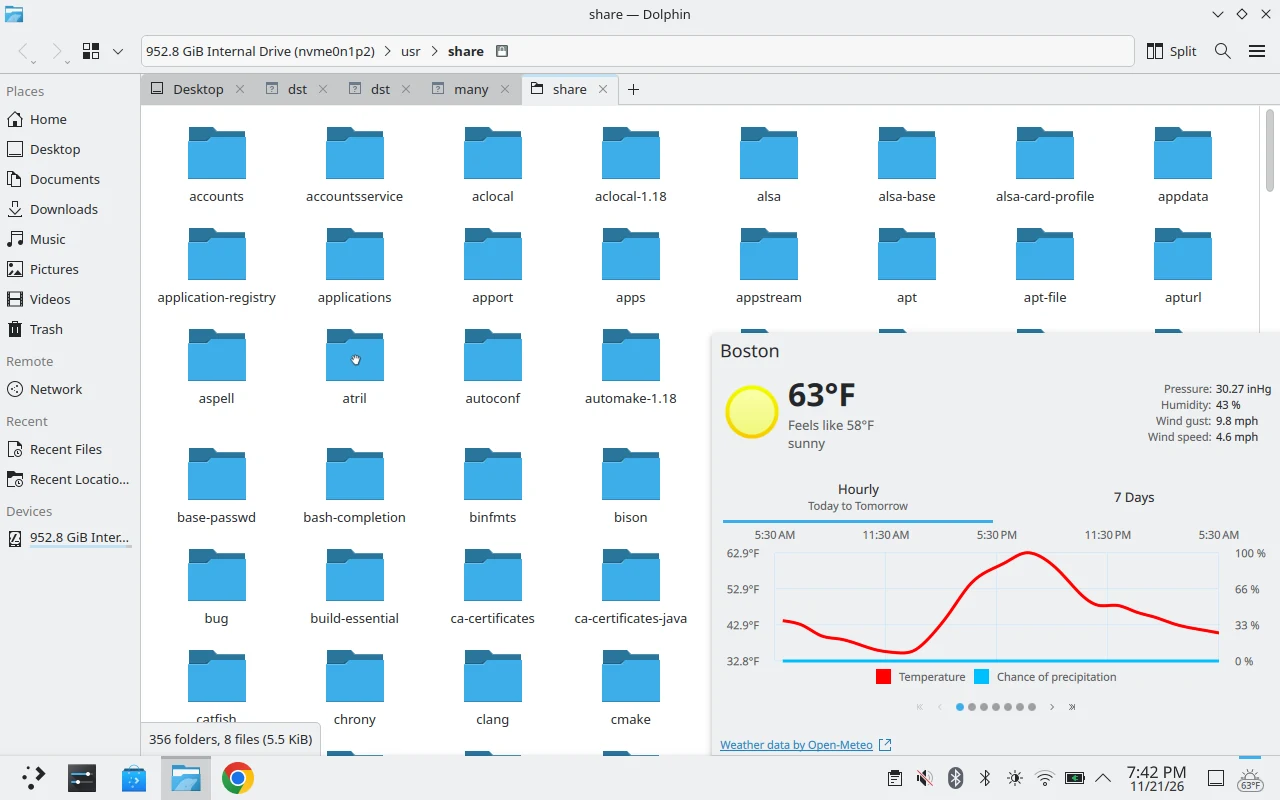 share — Dolphin
952.8 GiB Internal Drive (nvme0n1p2) usr share Split
Places
Home
Desktop
Documents
Downloads
Music
Pictures
Videos
Trash
Remote
Network
Recent
Recent Files
Recent Locatio...
Devices
952.8 GiB Inter...
Desktop dst dst many share
accounts accountsservice aclocal aclocal-1.18 alsa alsa-base alsa-card-profile appdata
application-registry applications apport apps appstream apt apt-file apturl
aspell atril autoconf automake-1.18
base-passwd bash-completion binfmts bison
bug build-essential ca-certificates ca-certificates-java
catfish chrony clang cmake
356 folders, 8 files (5.5 KiB)
Boston
63°F
Feels like 58°F
sunny
Pressure: 30.27 inHg
Humidity: 43 %
Wind gust: 9.8 mph
Wind speed: 4.6 mph
Hourly
Today to Tomorrow
7 Days
5:30 AM 11:30 AM 5:30 PM 11:30 PM 5:30 AM
62.9°F 100 %
52.9°F 66 %
42.9°F 33 %
32.8°F 0 %
Temperature Chance of precipitation
Weather data by Open-Meteo
7:42 PM
11/21/26
63°F